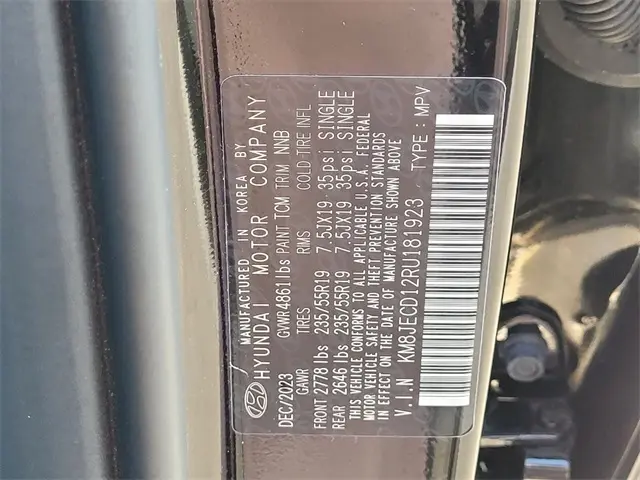 MANUFACTURED IN KOREA BY
HYUNDAI MOTOR COMPANY
DEC/2023 GVWR4861lbs PAINT TCM TRIM NNB
GAWR TIRES RIMS COLD TIRE INFL
FRONT 2778 lbs 235/55R19 7.5JX19 35psi SINGLE
REAR 2646 lbs 235/55R19 7.5JX19 35psi SINGLE
THIS VEHICLE CONFORMS TO ALL APPLICABLE U.S.A. FEDERAL
MOTOR VEHICLE SAFETY AND THEFT PREVENTION STANDARDS
IN EFFECT ON THE DATE OF MANUFACTURE SHOWN ABOVE
V.I.N KM8JECD12RU181923 TYPE : MPV